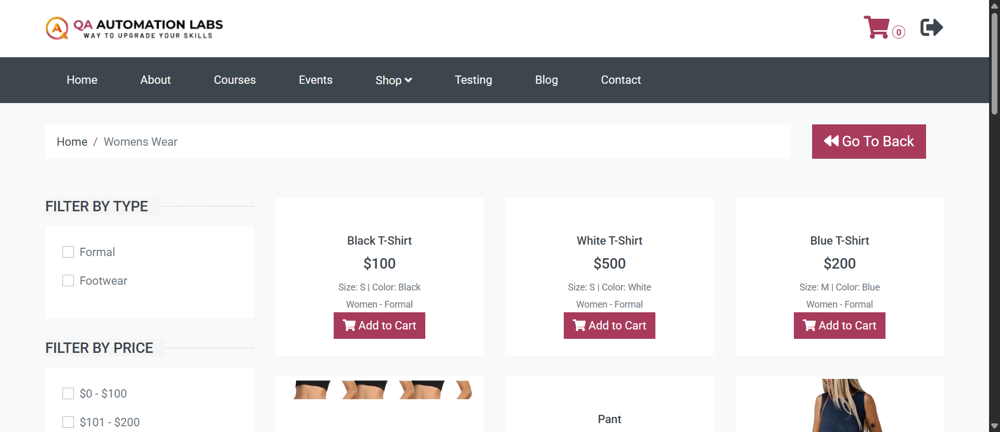 QA AUTOMATION LABS
WAY TO UPGRADE YOUR SKILLS
0
Home
About
Courses
Events
Shop
Testing
Blog
Contact
Home / Womens Wear
Go To Back
FILTER BY TYPE
Formal
Footwear
FILTER BY PRICE
$0 - $100
$101 - $200
Black T-Shirt
$100
Size: S | Color: Black
Women - Formal
Add to Cart
White T-Shirt
$500
Size: S | Color: White
Women - Formal
Add to Cart
Blue T-Shirt
$200
Size: M | Color: Blue
Women - Formal
Add to Cart
Pant